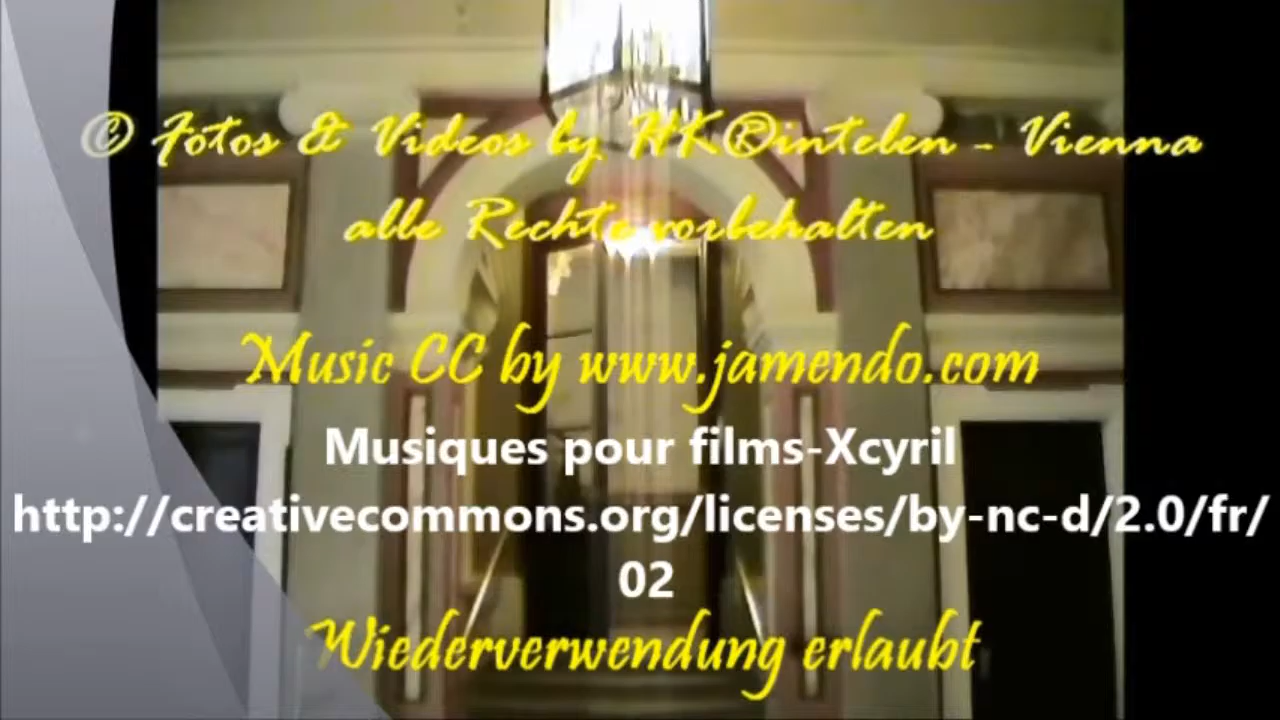 © Fotos & Videos by HK®intelen - Vienna
alle Rechte vorbehalten
Music CC by www.jamendo.com
Musiques pour films-Xcyril
http://creativecommons.org/licenses/by-nc-d/2.0/fr/
02
Wiederverwendung erlaubt